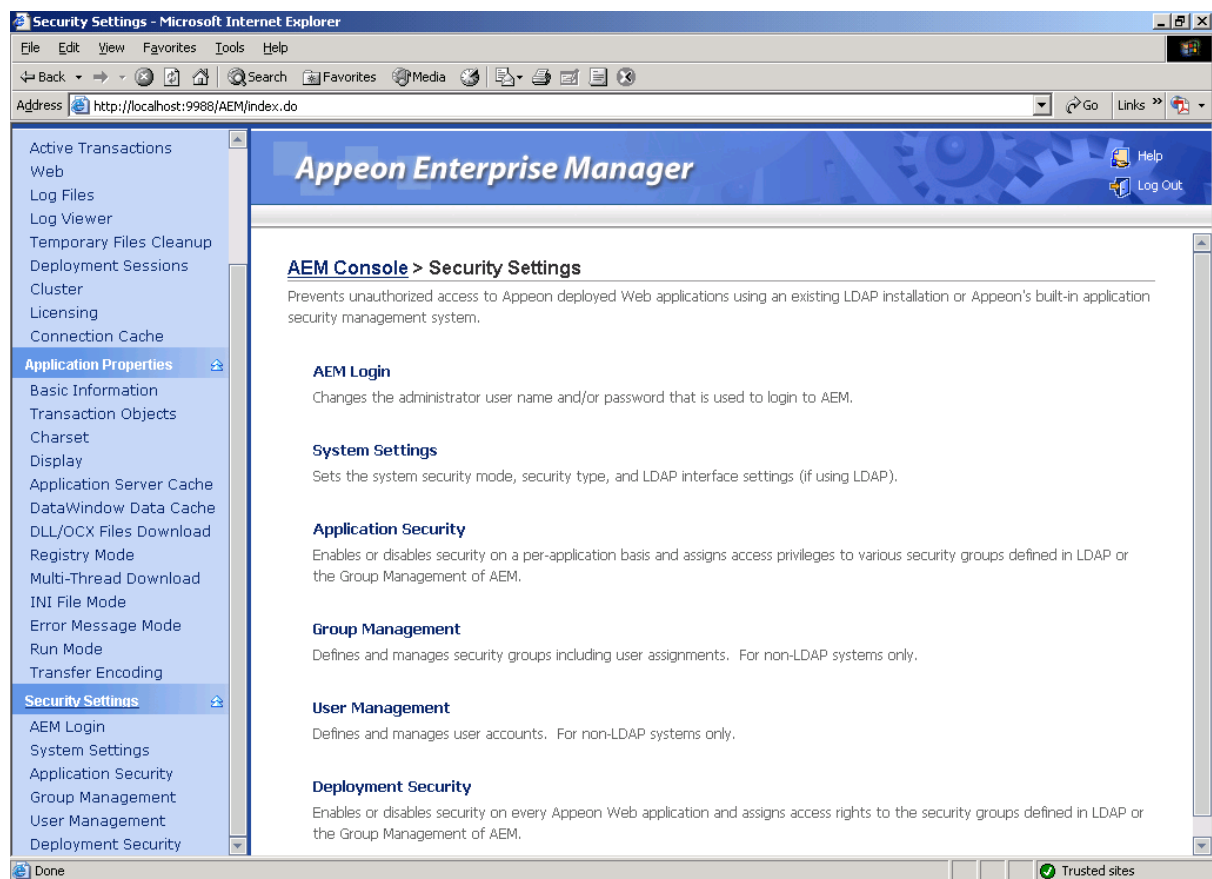 Security Settings - Microsoft Internet Explorer
File Edit View Favorites Tools Help
Back Search Favorites Media
Address http://localhost:9988/AEM/index.do Go Links »
Active Transactions
Web
Log Files
Log Viewer
Temporary Files Cleanup
Deployment Sessions
Cluster
Licensing
Connection Cache
Application Properties
Basic Information
Transaction Objects
Charset
Display
Application Server Cache
DataWindow Data Cache
DLL/OCX Files Download
Registry Mode
Multi-Thread Download
INI File Mode
Error Message Mode
Run Mode
Transfer Encoding
Security Settings
AEM Login
System Settings
Application Security
Group Management
User Management
Deployment Security
Appeon Enterprise Manager
Help
Log Out
AEM Console > Security Settings
Prevents unauthorized access to Appeon deployed Web applications using an existing LDAP installation or Appeon's built-in application
security management system.
AEM Login
Changes the administrator user name and/or password that is used to login to AEM.
System Settings
Sets the system security mode, security type, and LDAP interface settings (if using LDAP).
Application Security
Enables or disables security on a per-application basis and assigns access privileges to various security groups defined in LDAP or
the Group Management of AEM.
Group Management
Defines and manages security groups including user assignments. For non-LDAP systems only.
User Management
Defines and manages user accounts. For non-LDAP systems only.
Deployment Security
Enables or disables security on every Appeon Web application and assigns access rights to the security groups defined in LDAP or
the Group Management of AEM.
Done
Trusted sites